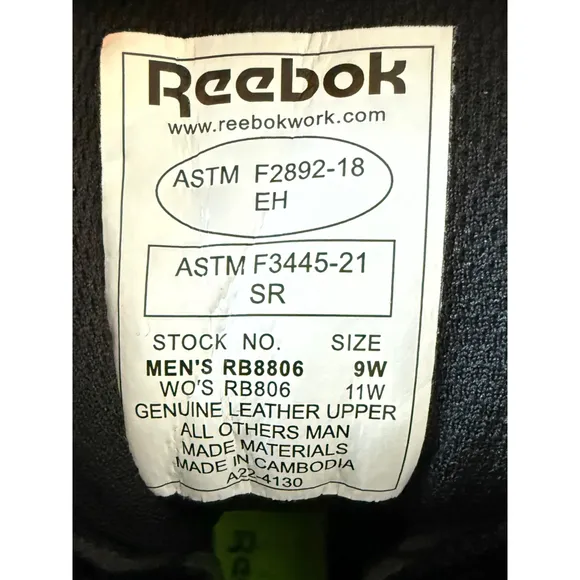 Reebok
www.reebokwork.com
ASTM F2892-18
EH
ASTM F3445-21
SR
STOCK NO. SIZE
MEN'S RB8806 9W
WO'S RB806 11W
GENUINE LEATHER UPPER
ALL OTHERS MAN
MADE MATERIALS
MADE IN CAMBODIA
A22-4130